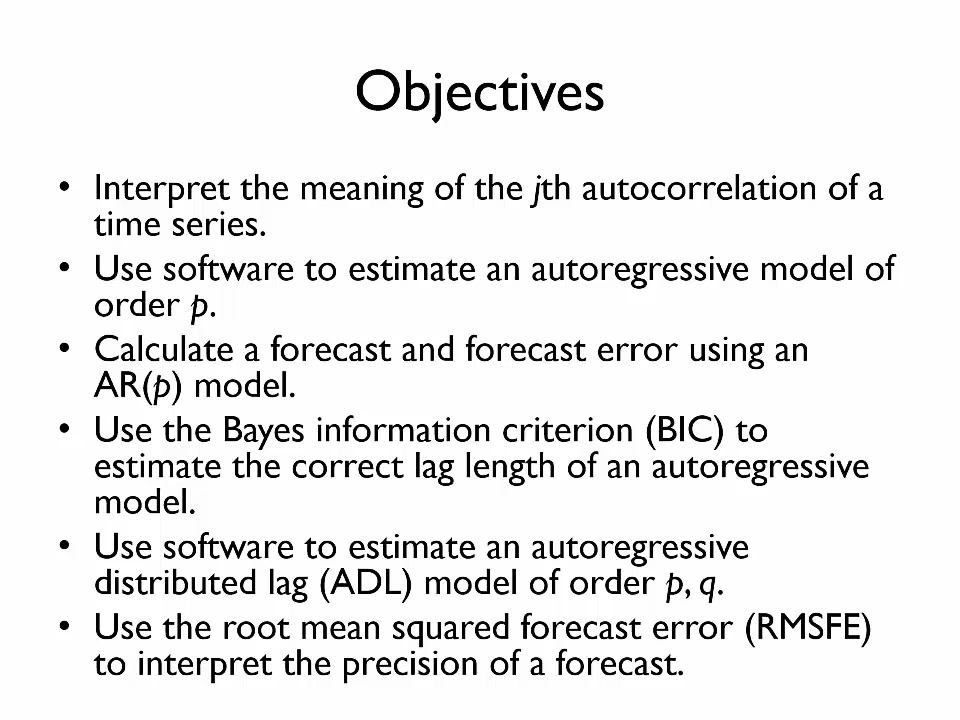 Objectives
• Interpret the meaning of the jth autocorrelation of a
time series.
• Use software to estimate an autoregressive model of
order p.
• Calculate a forecast and forecast error using an
AR(p) model.
• Use the Bayes information criterion (BIC) to
estimate the correct lag length of an autoregressive
model.
• Use software to estimate an autoregressive
distributed lag (ADL) model of order p, q.
• Use the root mean squared forecast error (RMSFE)
to interpret the precision of a forecast.